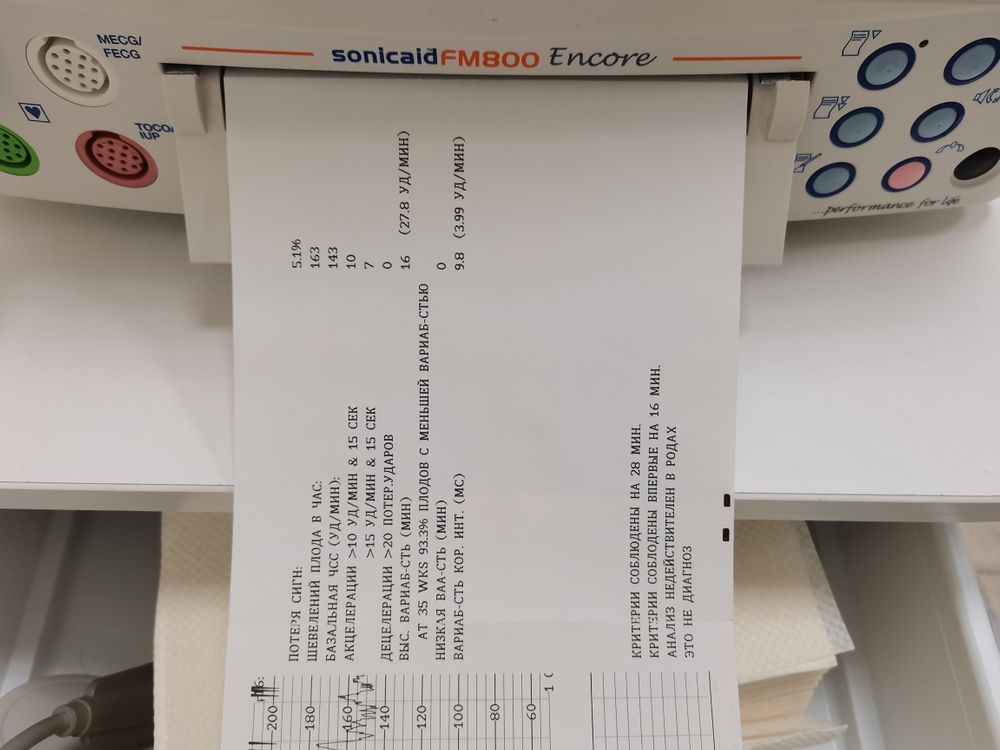 MECG/
FECG
TOCO/
IUP
sonicaid FM800 Encore
...performance for life
ПОТЕРЯ СИГН: 5.1%
ШЕВЕЛЕНИЙ ПЛОДА В ЧАС: 163
БАЗАЛЬНАЯ ЧСС (УД/МИН): 143
АКЦЕЛЕРАЦИИ >10 УД/МИН & 15 СЕК 10
>15 УД/МИН & 15 СЕК 7
ДЕЦЕЛЕРАЦИИ >20 ПОТЕР.УДАРОВ 0
ВЫС. ВАРИАБ-СТЬ (МИН) 16 (27.8 УД/МИН)
AT 35 WKS 93.3% ПЛОДОВ С МЕНЬШЕЙ ВАРИАБ-СТЬЮ
НИЗКАЯ ВАА-СТЬ (МИН) 0
ВАРИАБ-СТЬ КОР. ИНТ. (МС) 9.8 (3.99 УД/МИН)
КРИТЕРИИ СОБЛЮДЕНЫ НА 28 МИН.
КРИТЕРИИ СОБЛОДЕНЫ ВПЕРВЫЕ НА 16 МИН.
АНАЛИЗ НЕДЕЙСТВИТЕЛЕН В РОДАХ
ЭТО НЕ ДИАГНОЗ
200
180
160
140
120
100
80
60